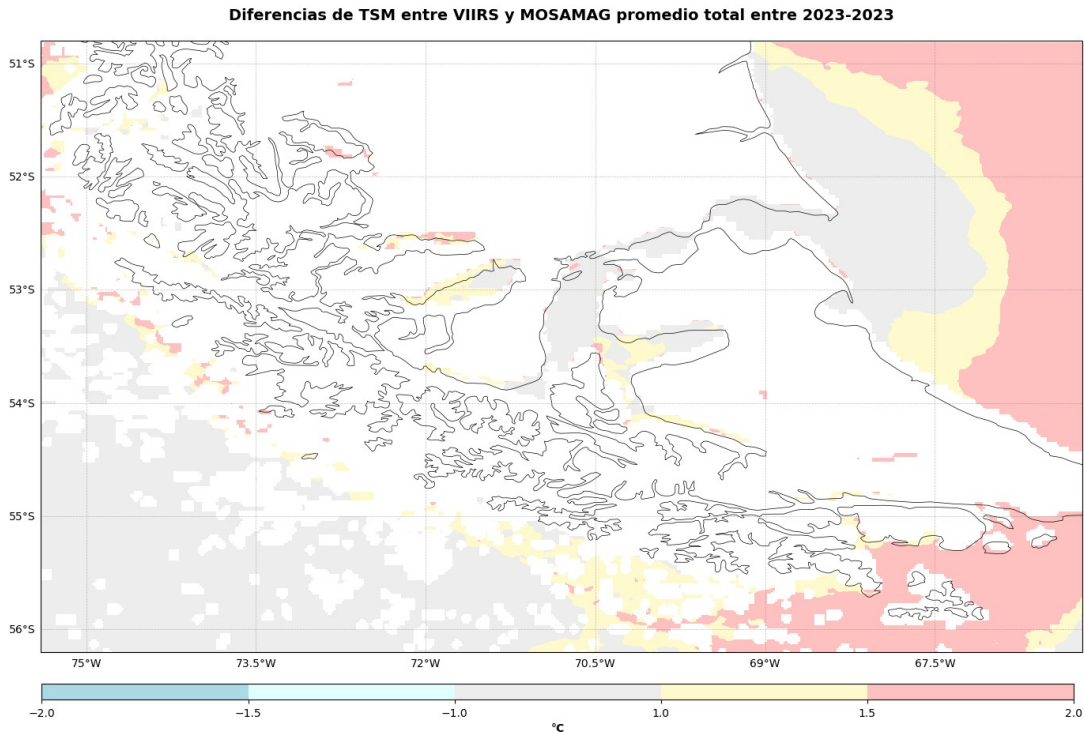 Diferencias de TSM entre VIIRS y MOSAMAG promedio total entre 2023-2023
51°S
52°S
53°S
54°S
55°S
56°S
75°W 73.5°W 72°W 70.5°W 69°W 67.5°W
−2.0 −1.5 −1.0 1.0 1.5 2.0
°C